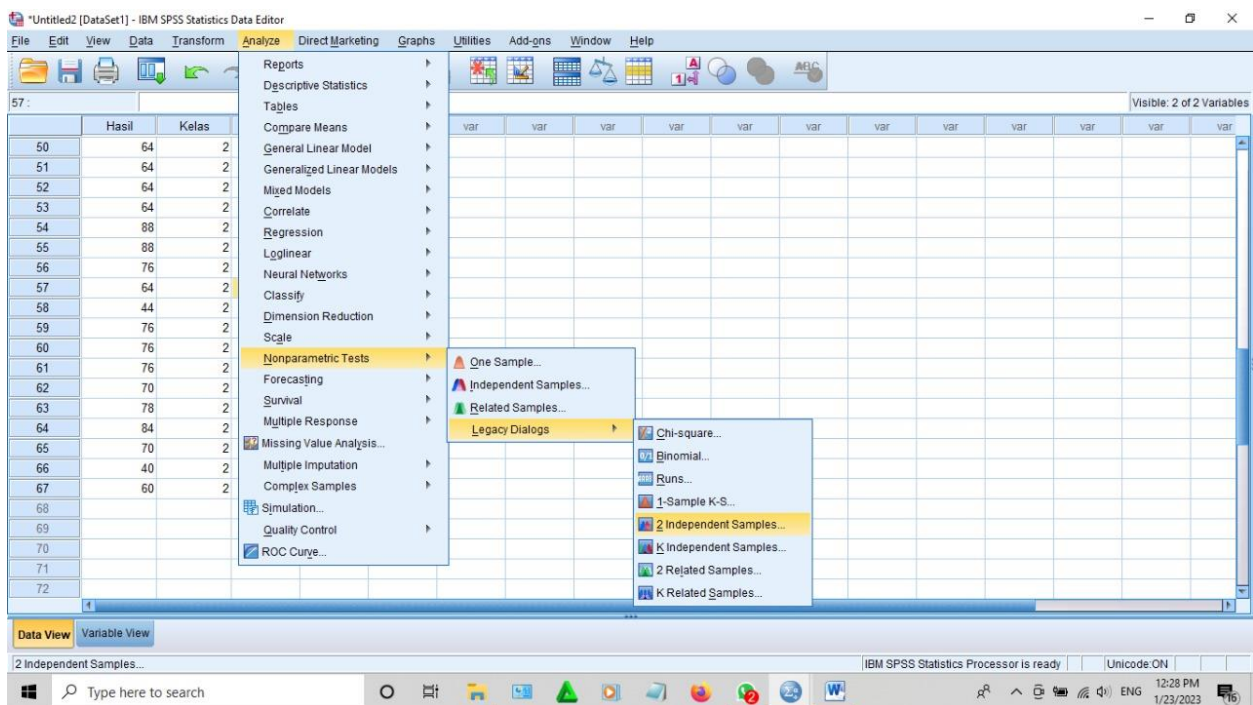 *Untitled2 [DataSet1] - IBM SPSS Statistics Data Editor
File Edit View Data Transform Analyze Direct Marketing Graphs Utilities Add-ons Window Help
57 :
Visible: 2 of 2 Variables
Hasil Kelas var var var var var var var var var var var var
50 64 2
51 64 2
52 64 2
53 64 2
54 88 2
55 88 2
56 76 2
57 64 2
58 44 2
59 76 2
60 76 2
61 76 2
62 70 2
63 78 2
64 84 2
65 70 2
66 40 2
67 60 2
68
69
70
71
72
Reports
Descriptive Statistics
Tables
Compare Means
General Linear Model
Generalized Linear Models
Mixed Models
Correlate
Regression
Loglinear
Neural Networks
Classify
Dimension Reduction
Scale
Nonparametric Tests
Forecasting
Survival
Multiple Response
Missing Value Analysis...
Multiple Imputation
Complex Samples
Simulation...
Quality Control
ROC Curve...
One Sample...
Independent Samples...
Related Samples...
Legacy Dialogs
Chi-square...
Binomial...
Runs...
1-Sample K-S...
2 Independent Samples...
K Independent Samples...
2 Related Samples...
K Related Samples...
Data View Variable View
2 Independent Samples...
IBM SPSS Statistics Processor is ready Unicode:ON
Type here to search
ENG
12:28 PM
1/23/2023